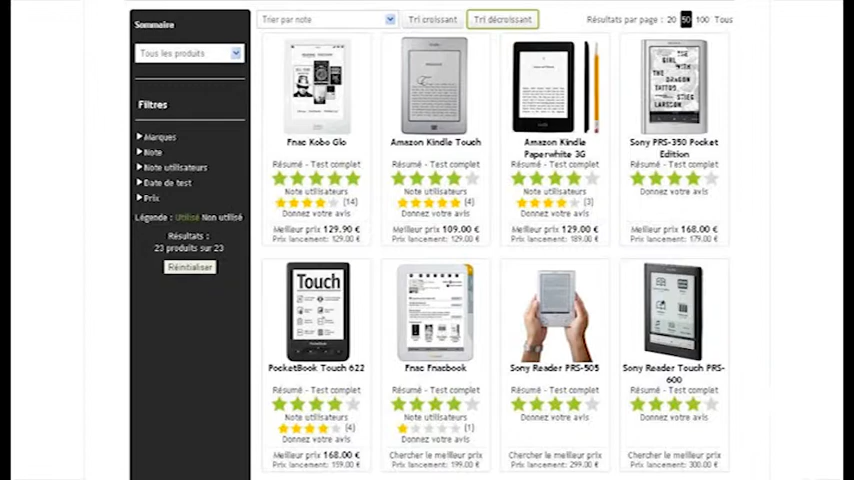 Sommaire
Tous les produits
Filtres
Marques
Note
Note utilisateurs
Date de test
Prix
Légende : Utilisé Non utilisé
Résultats :
23 produits sur 23
Réinitialiser
Trier par note
Tri croissant
Tri décroissant
Résultats par page : 20 50 100 Tous
Fnac Kobo Glo
Résumé - Test complet
Note utilisateurs
(14)
Donnez votre avis
Meilleur prix 129.90 €
Prix lancement: 129.00 €
Amazon Kindle Touch
Résumé - Test complet
Note utilisateurs
(4)
Donnez votre avis
Meilleur prix 109.00 €
Prix lancement: 129.00 €
Amazon Kindle
Paperwhite 3G
Résumé - Test complet
Note utilisateurs
(3)
Donnez votre avis
Meilleur prix 129.00 €
Prix lancement: 189.00 €
THE
GIRL
WITH
THE
DRAGON
TATTOO
STIEG
LARSSON
Sony PRS-350 Pocket
Edition
Résumé - Test complet
Donnez votre avis
Meilleur prix 168.00 €
Prix lancement: 179.00 €
Touch
PocketBook Touch 622
Résumé - Test complet
Note utilisateurs
(4)
Donnez votre avis
Meilleur prix 168.00 €
Prix lancement: 159.00 €
Fnac Fnacbook
Résumé - Test complet
Note utilisateurs
(1)
Donnez votre avis
Chercher le meilleur prix
Prix lancement: 199.00 €
Sony Reader PRS-505
Résumé - Test complet
Donnez votre avis
Chercher le meilleur prix
Prix lancement: 299.00 €
Sony Reader Touch PRS-
600
Résumé - Test complet
Donnez votre avis
Chercher le meilleur prix
Prix lancement: 300.00 €